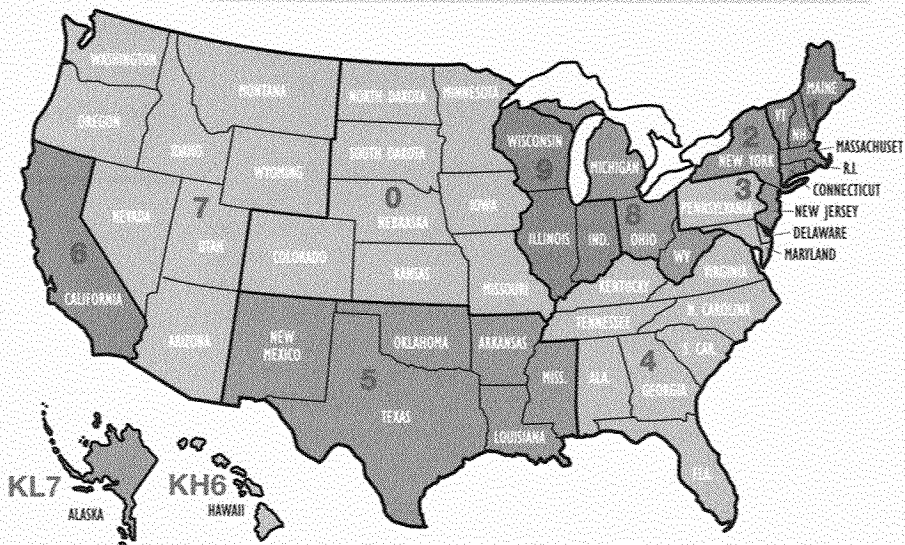 WASHINGTON
MONTANA
NORTH DAKOTA
MINNESOTA
MAINE
1
OREGON
VT
NH
2
NEW YORK
MASSACHUSET
IDAHO
SOUTH DAKOTA
WISCONSIN
9
MICHIGAN
R.I.
WYOMING
3
CONNECTICUT
PENNSYLVANIA
NEVADA
7
0
NEBRASKA
IOWA
8
NEW JERSEY
UTAH
ILLINOIS
IND.
OHIO
DELAWARE
6
COLORADO
KANSAS
MISSOURI
WV
VIRGINIA
MARYLAND
CALIFORNIA
KENTUCKY
N. CAROLINA
ARIZONA
NEW
MEXICO
OKLAHOMA
ARKANSAS
TENNESSEE
S. CAR.
5
TEXAS
MISS.
ALA.
4
GEORGIA
LOUISIANA
FLA.
KL7
ALASKA
KH6
HAWAII